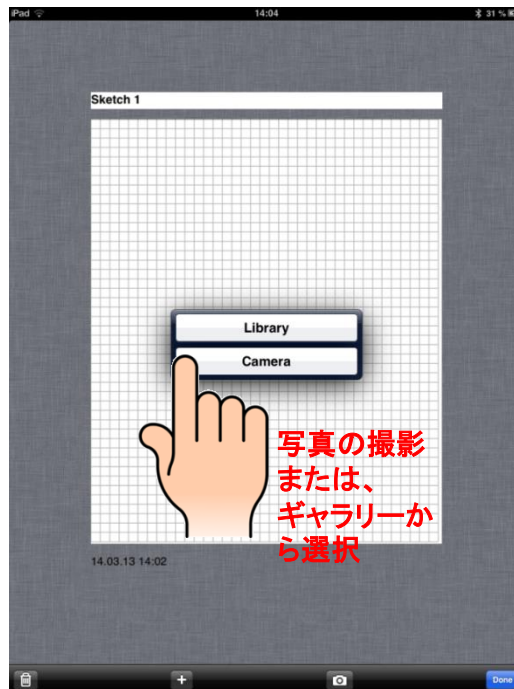 iPad 14:04 31 %
Sketch 1
Library
Camera
写真の撮影
または、
ギャラリーか
ら選択
14.03.13 14:02
Done